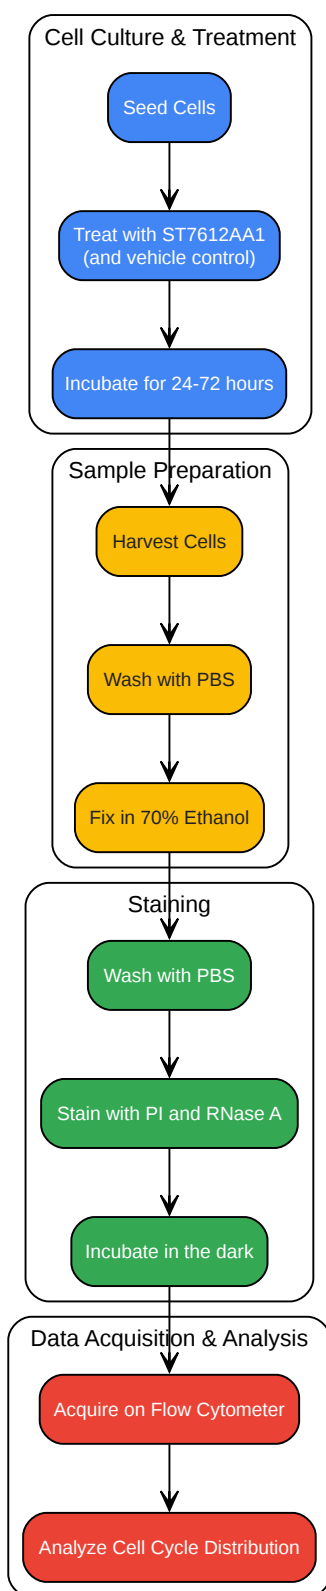 Cell Culture & Treatment
Seed Cells
Treat with ST7612AA1
(and vehicle control)
Incubate for 24-72 hours
Sample Preparation
Harvest Cells
Wash with PBS
Fix in 70% Ethanol
Staining
Wash with PBS
Stain with PI and RNase A
Incubate in the dark
Data Acquisition & Analysis
Acquire on Flow Cytometer
Analyze Cell Cycle Distribution